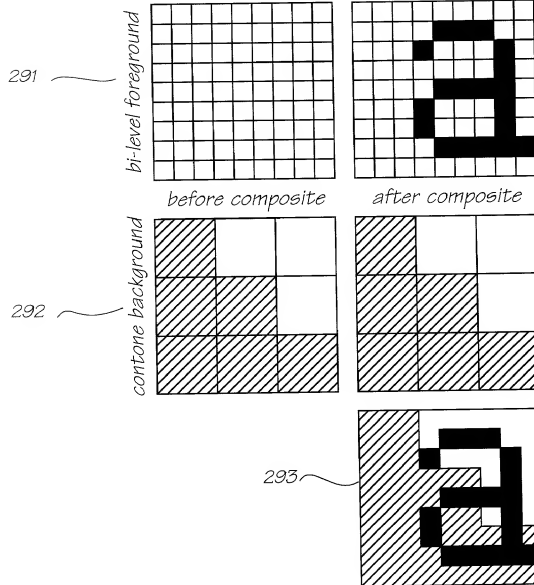 291
bi-level foreground
a
before composite
after composite
292
contone background
293
a